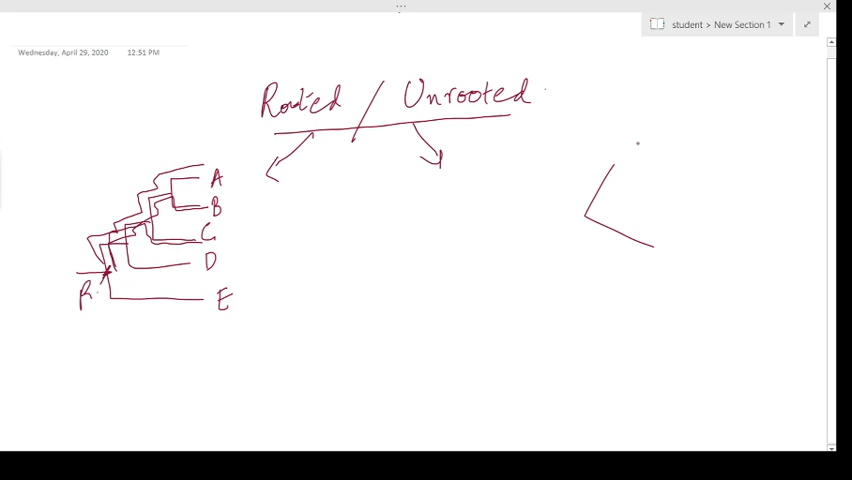 student > New Section 1
Wednesday, April 29, 2020 12:51 PM
Rooted / Unrooted
A
B
C
D
R
E